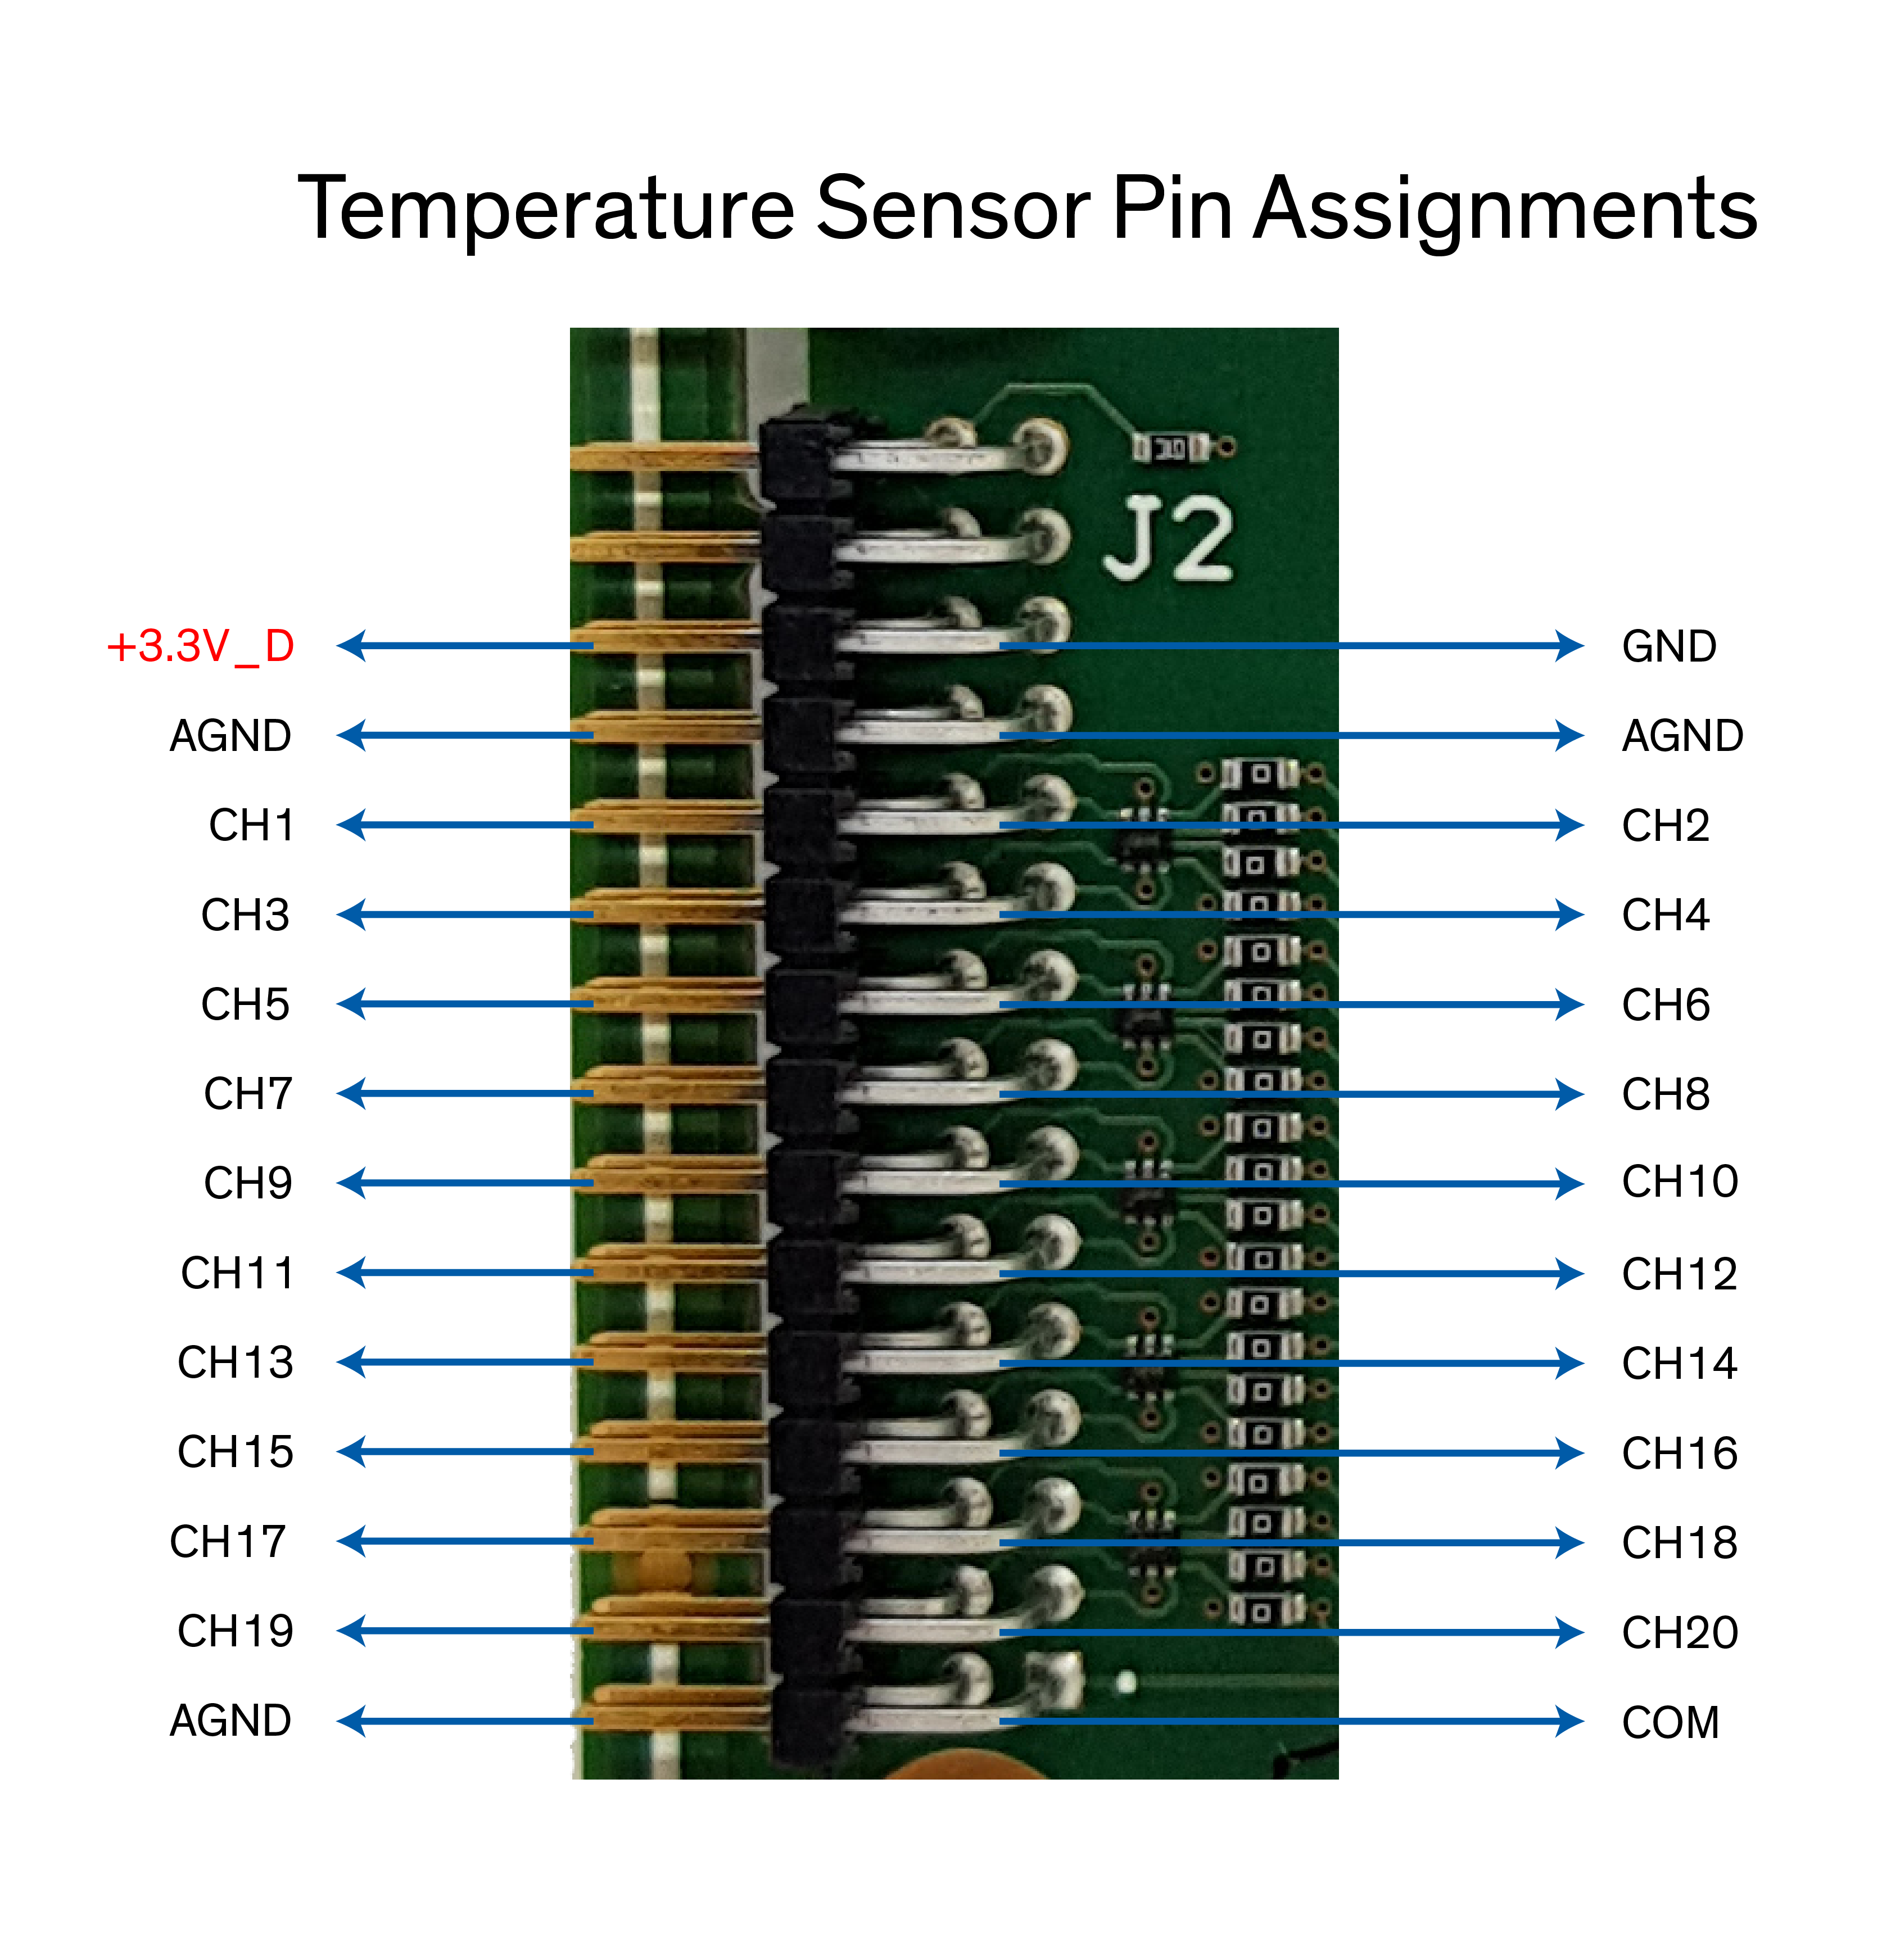 Temperature Sensor Pin Assignments
J2
+3.3V_D GND
AGND AGND
CH1 CH2
CH3 CH4
CH5 CH6
CH7 CH8
CH9 CH10
CH11 CH12
CH13 CH14
CH15 CH16
CH17 CH18
CH19 CH20
AGND COM